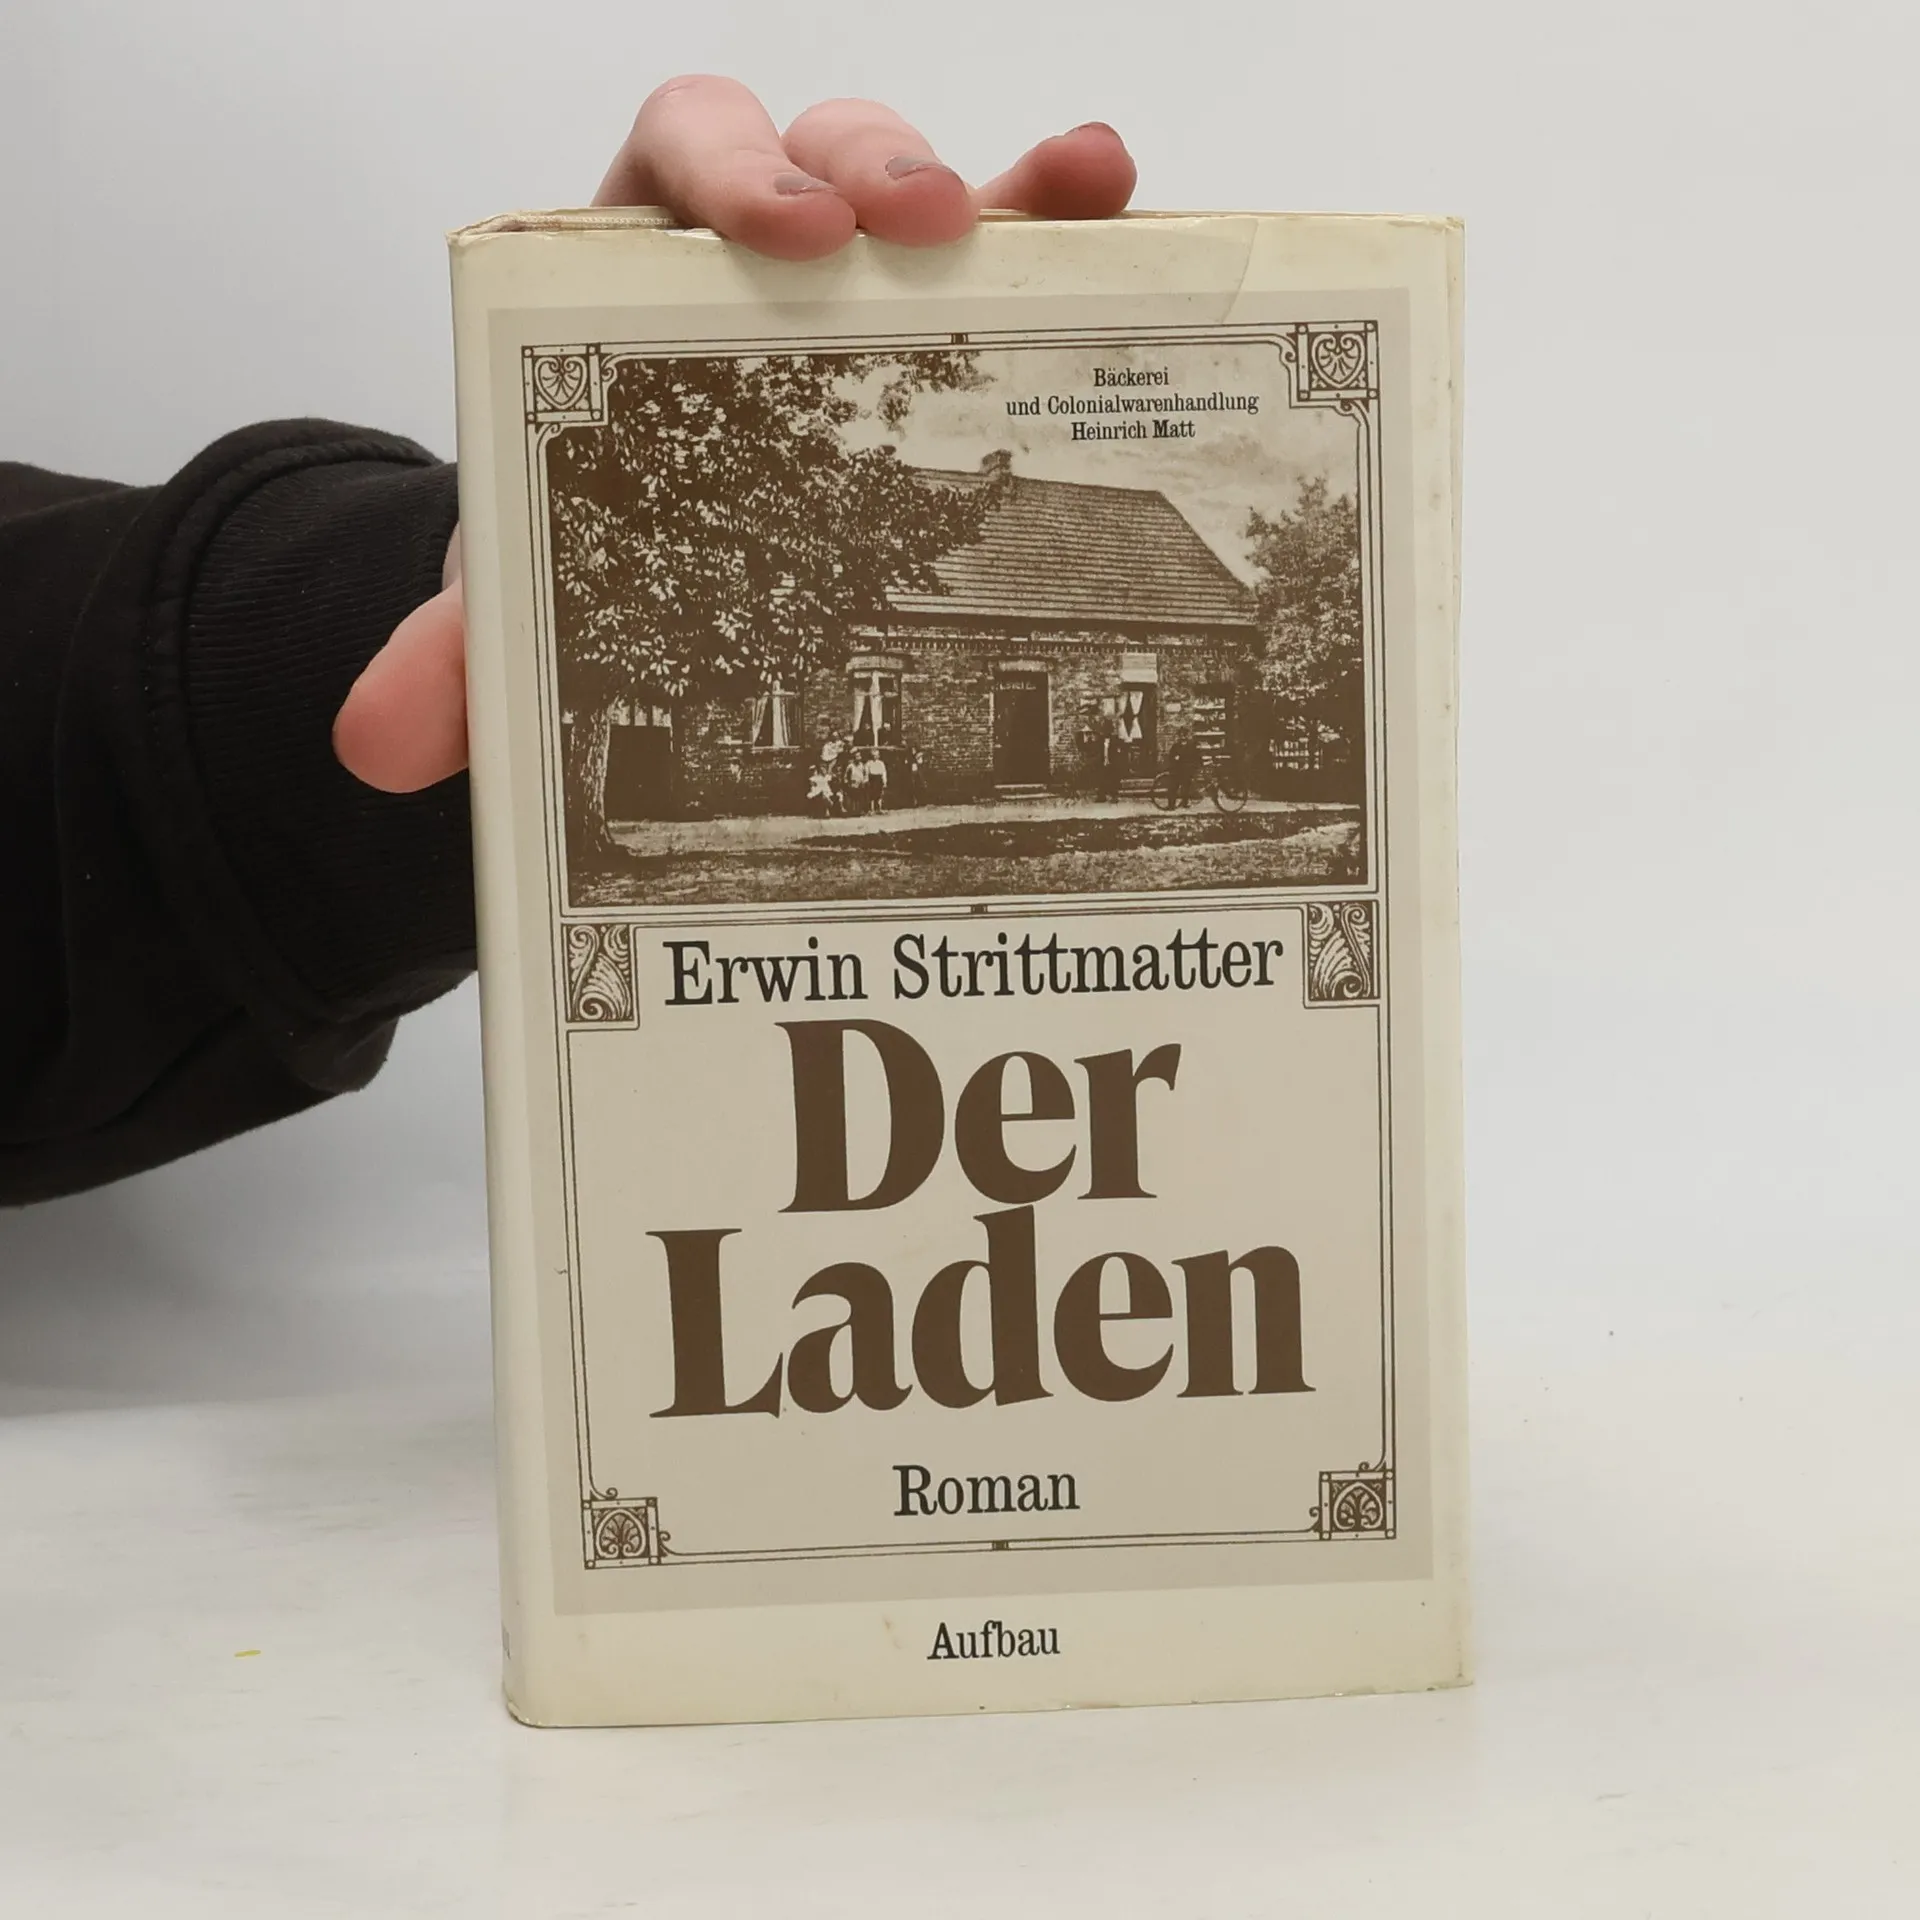 Bäckerei
und Colonialwarenhandlung
Heinrich Matt
Erwin Strittmatter
Der
Laden
Roman
Aufbau